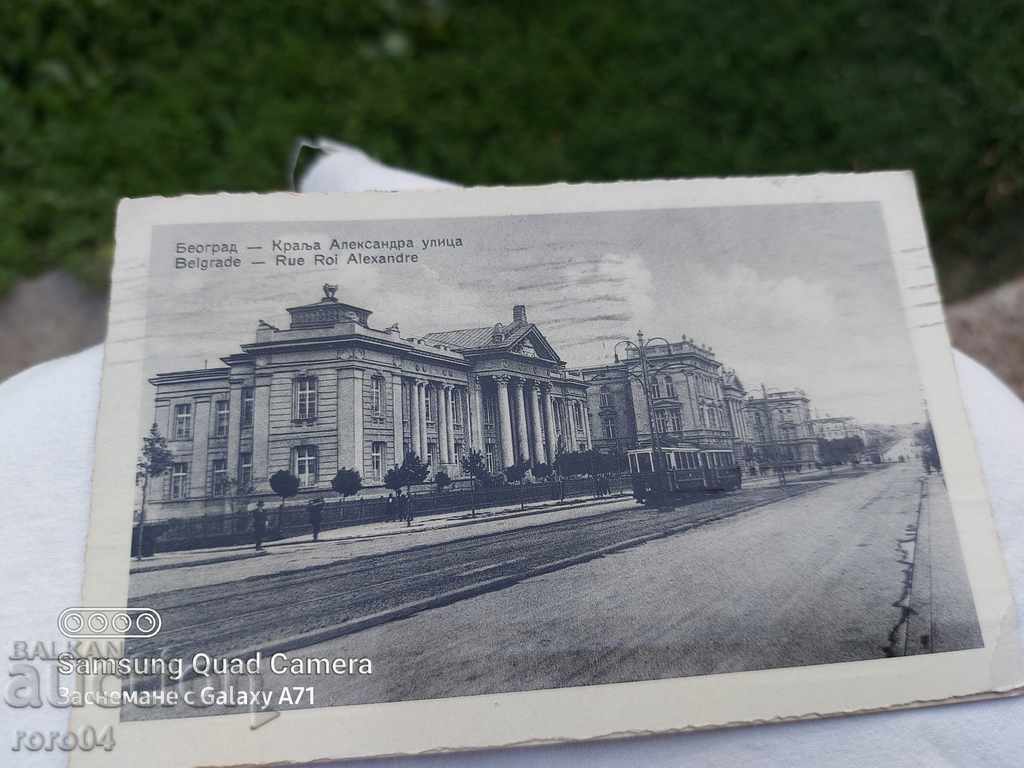 Београд — Краља Александра улица
Belgrade — Rue Roi Alexandre
BALKAN
auction
Samsung Quad Camera
Заснемане с Galaxy A71
roro04